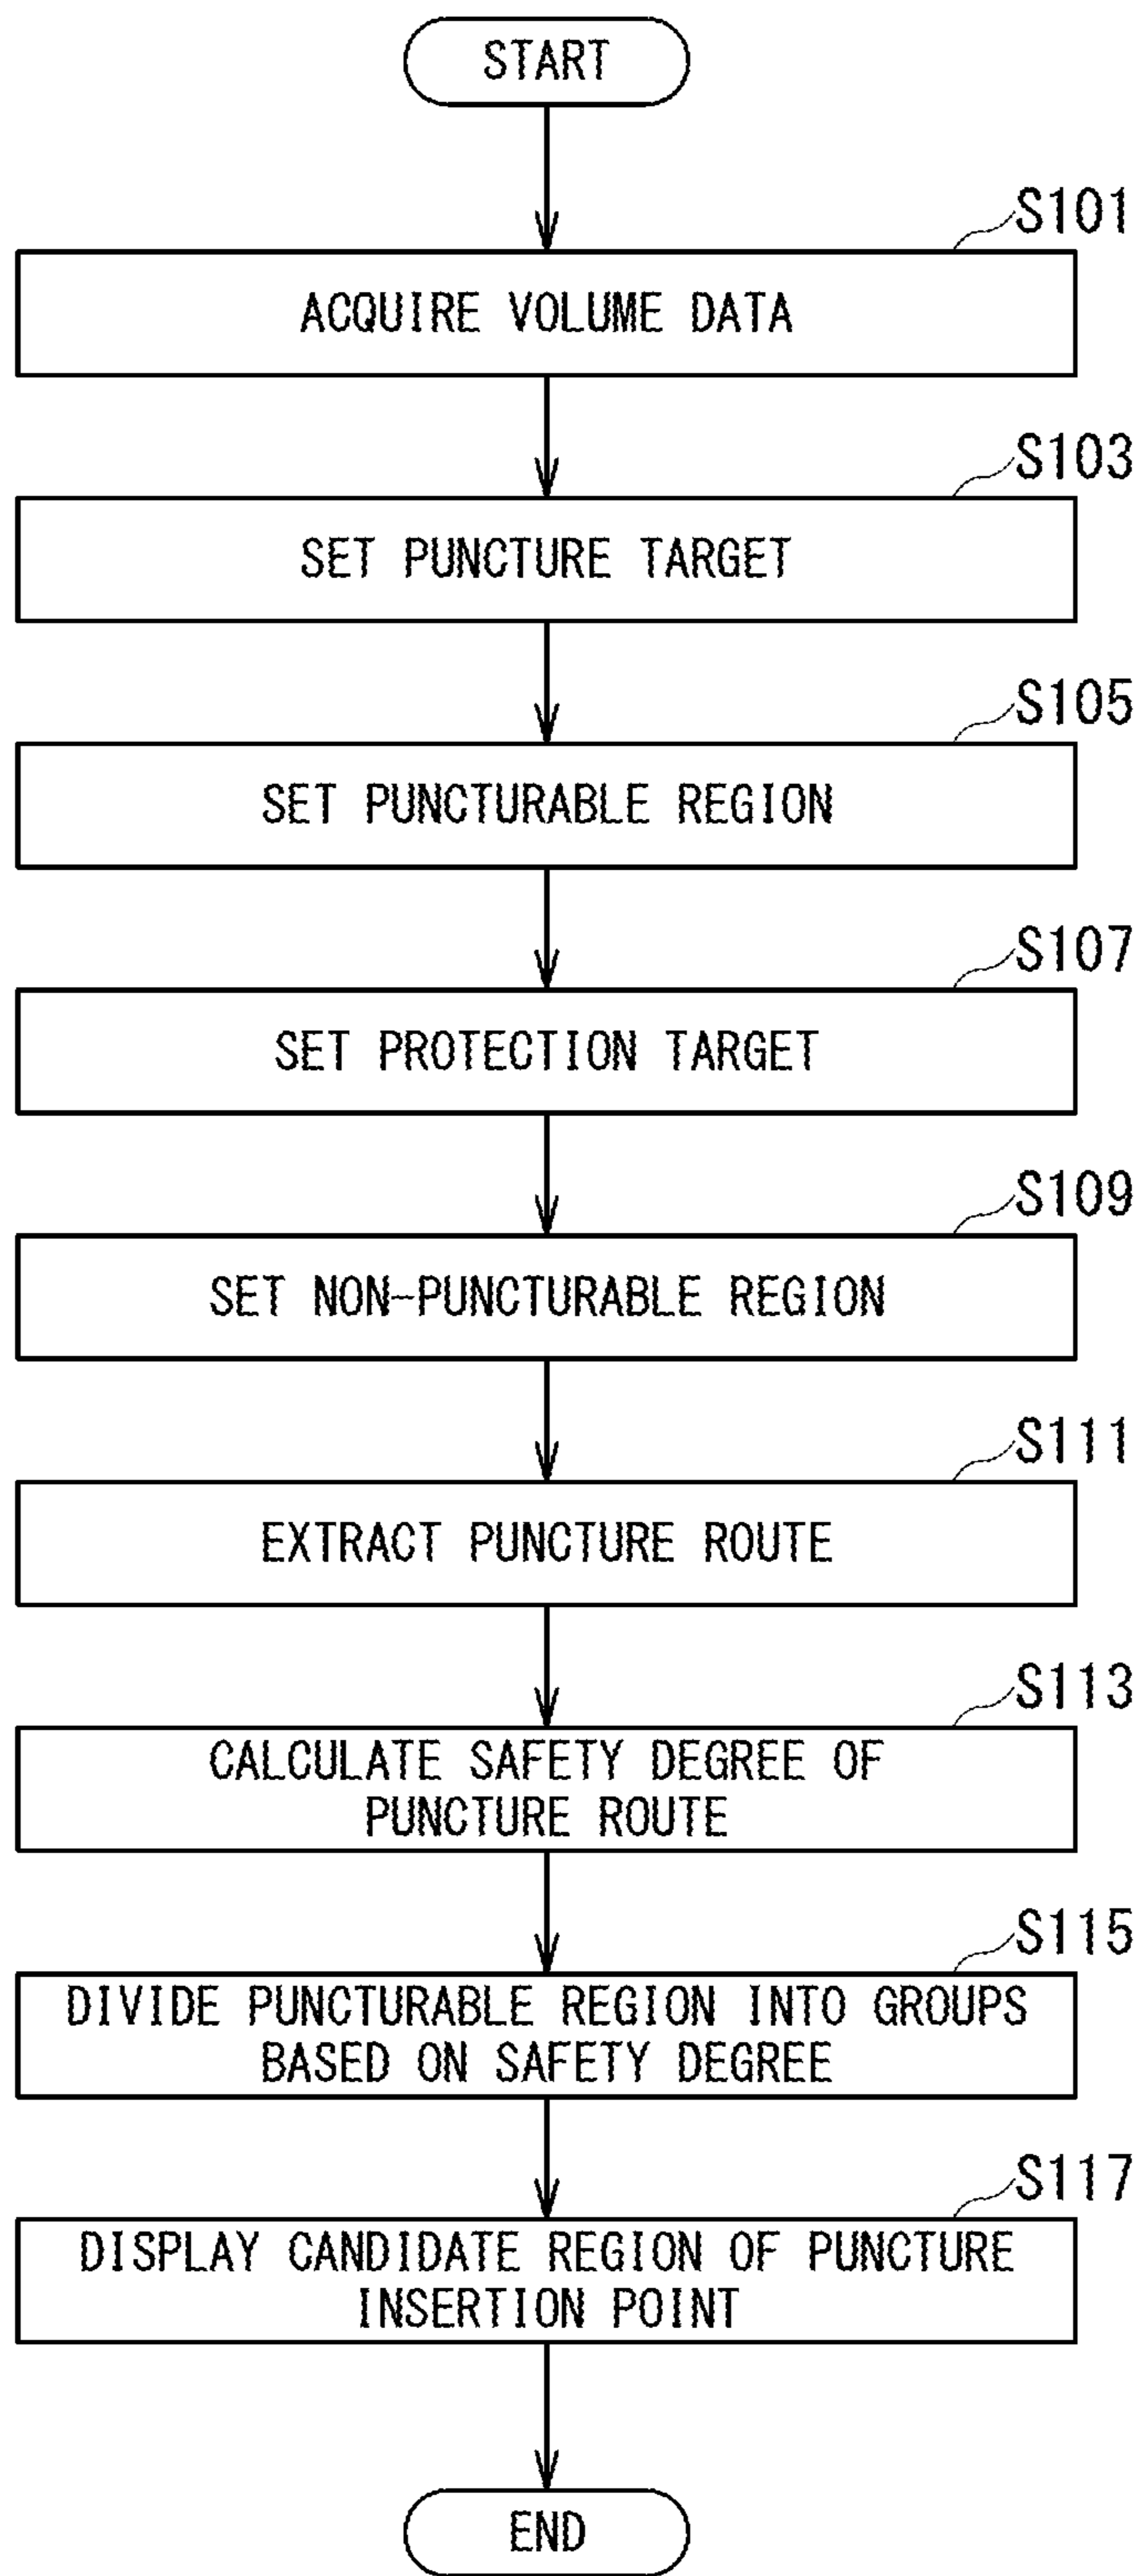 START
S101
ACQUIRE VOLUME DATA
S103
SET PUNCTURE TARGET
S105
SET PUNCTURABLE REGION
S107
SET PROTECTION TARGET
S109
SET NON-PUNCTURABLE REGION
S111
EXTRACT PUNCTURE ROUTE
S113
CALCULATE SAFETY DEGREE OF
PUNCTURE ROUTE
S115
DIVIDE PUNCTURABLE REGION INTO GROUPS
BASED ON SAFETY DEGREE
S117
DISPLAY CANDIDATE REGION OF PUNCTURE
INSERTION POINT
END